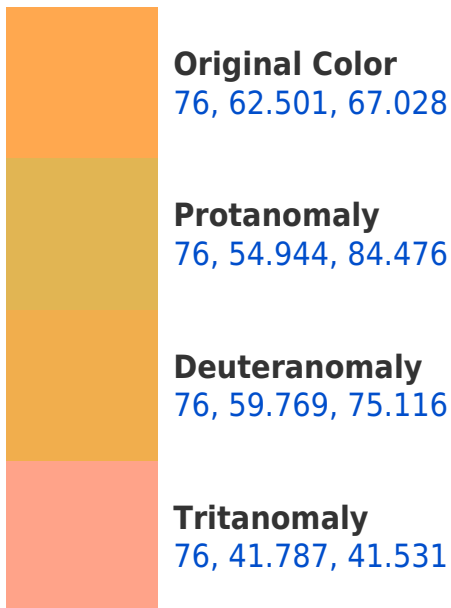 Original Color
76, 62.501, 67.028
Protanomaly
76, 54.944, 84.476
Deuteranomaly
76, 59.769, 75.116
Tritanomaly
76, 41.787, 41.531